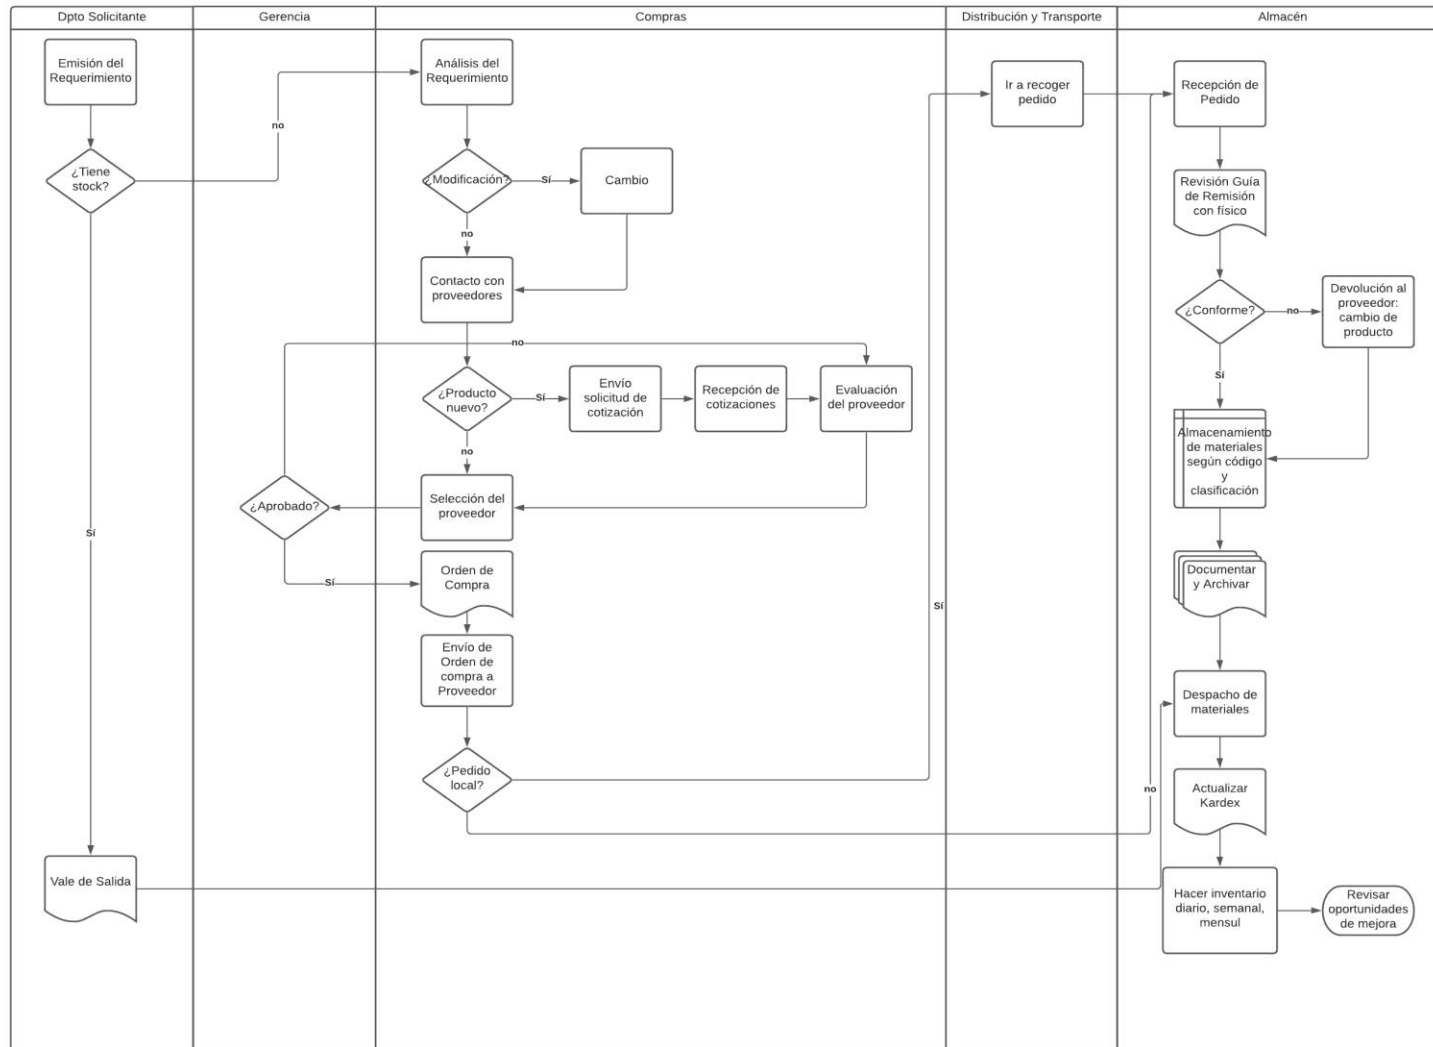 Dpto Solicitante
Gerencia
Compras
Distribución y Transporte
Almacén
Emisión del
Requerimiento
¿Tiene
stock?
no
Sí
Vale de Salida
Análisis del
Requerimiento
¿Modificación?
Sí
Cambio
no
Contacto con
proveedores
no
¿Producto
nuevo?
Sí
Envío
solicitud de
cotización
Recepción de
cotizaciones
Evaluación
del proveedor
no
Selección del
proveedor
¿Aprobado?
Sí
Orden de
Compra
Envío de
Orden de
compra a
Proveedor
¿Pedido
local?
Sí
no
Ir a recoger
pedido
Recepción de
Pedido
Revisión Guía
de Remisión
con físico
¿Conforme?
no
Devolución al
proveedor:
cambio de
producto
Sí
Almacenamiento
de materiales
según código
y
clasificación
Documentar
y Archivar
Despacho de
materiales
Actualizar
Kardex
Hacer inventario
diario, semanal,
mensul
Revisar
oportunidades
de mejora